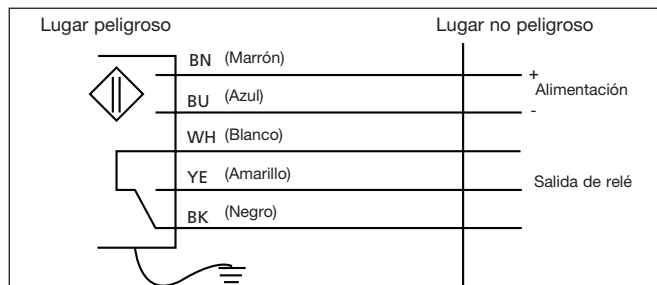 Lugar peligroso
Lugar no peligroso
BN (Marrón)
+
Alimentación
BU (Azul)
-
WH (Blanco)
YE (Amarillo)
Salida de relé
BK (Negro)